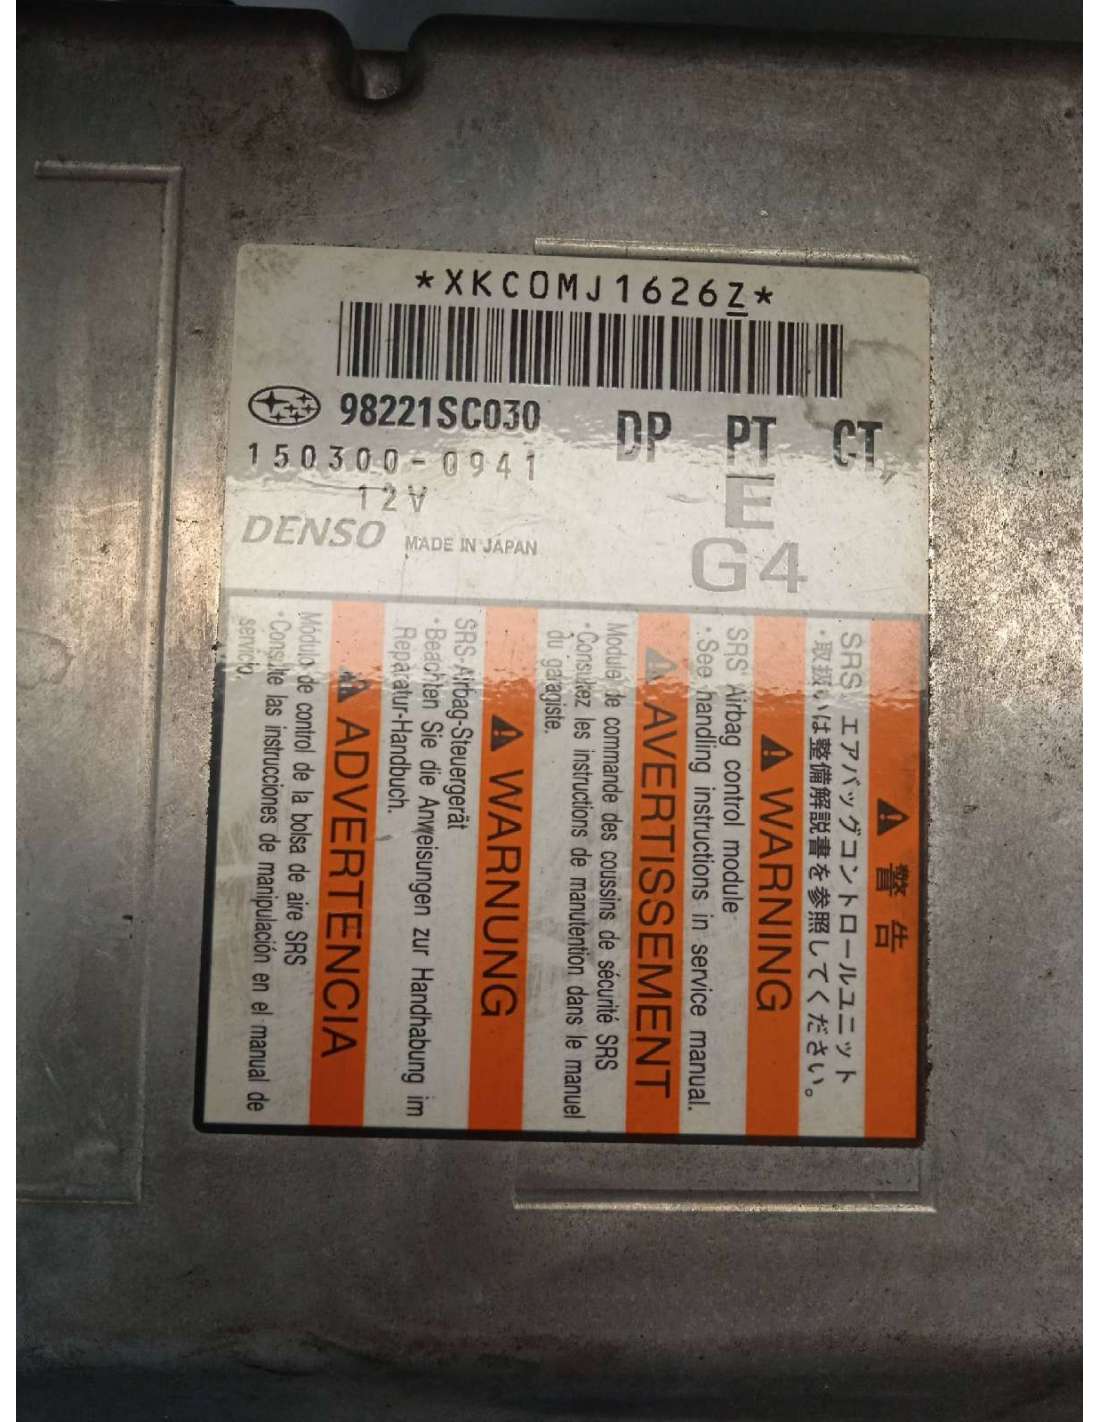 *XKC0MJ1626Z*
98221SC030
DP PT CT
150300-0941
12V
E
G4
DENSO MADE IN JAPAN
警告
SRS エアバッグコントロールユニット
・取扱いは整備解説書を参照してください。
WARNING
SRS Airbag control module
・See handling instructions in service manual.
AVERTISSEMENT
Module de commande des coussins de sécurité SRS
・Consultez les instructions de manutention dans le manuel
du garagiste.
WARNUNG
SRS-Airbag-Steuergerät
・Beachten Sie die Anweisungen zur Handhabung im
Reparatur-Handbuch.
ADVERTENCIA
Módulo de control de la bolsa de aire SRS
・Consulte las instrucciones de manipulación en el manual de
servicio.